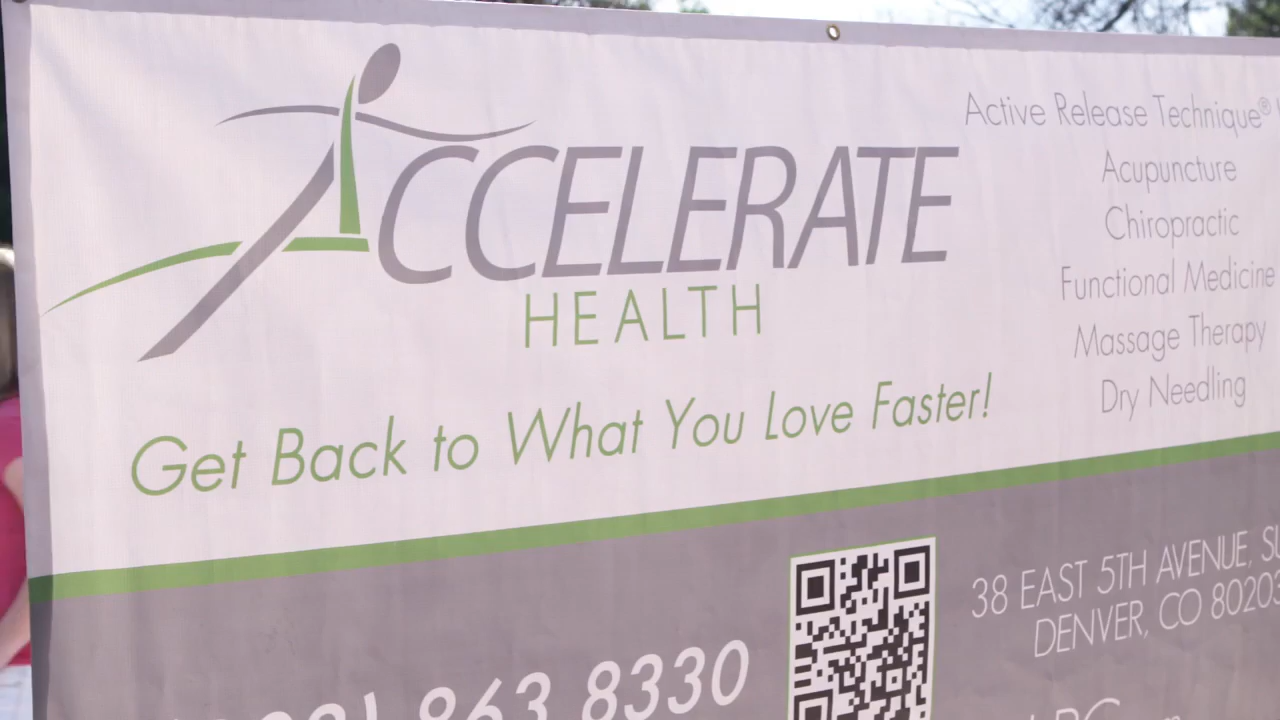 ACCELERATE
HEALTH
Get Back to What You Love Faster!
Active Release Technique®
Acupuncture
Chiropractic
Functional Medicine
Massage Therapy
Dry Needling
863 8330
38 EAST 5TH AVENUE,
DENVER, CO 80203